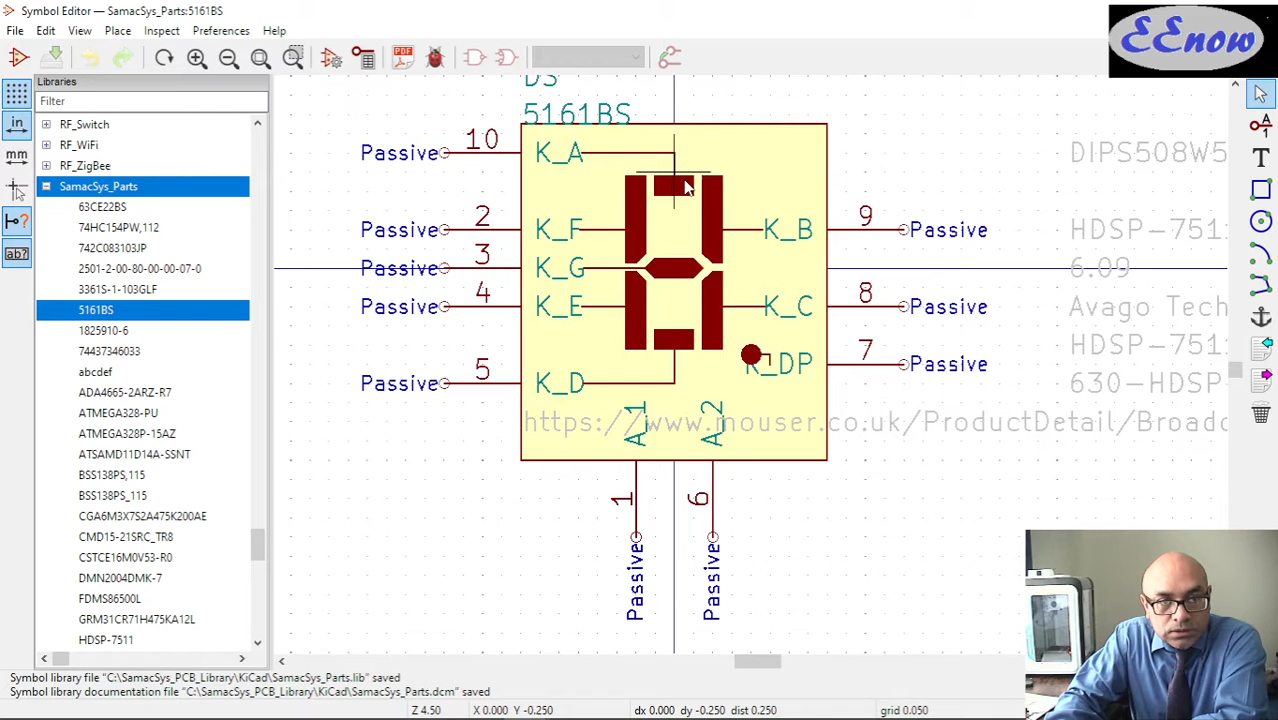 Symbol Editor — SamacSys_Parts:5161BS
File Edit View Place Inspect Preferences Help
EEnow
PDF
Libraries
Filter
in
mm
ab?
RF_Switch
RF_WiFi
RF_ZigBee
SamacSys_Parts
63CE22BS
74HC154PW,112
742C083103JP
2501-2-00-80-00-00-07-0
3361S-1-103GLF
5161BS
1825910-6
74437346033
abcdef
ADA4665-2ARZ-R7
ATMEGA328-PU
ATMEGA328P-15AZ
ATSAMD11D14A-SSNT
BSS138PS,115
BSS138PS_115
CGA6M3X7S2A475K200AE
CMD15-21SRC_TR8
CSTCE16M0V53-R0
DMN2004DMK-7
FDMS86500L
GRM31CR71H475KA12L
HDSP-7511
DS
5161BS
Passive 10 K_A
Passive 2 K_F
Passive 3 K_G
Passive 4 K_E
Passive 5 K_D
K_B 9 Passive
K_C 8 Passive
K_DP 7 Passive
A_1 1 Passive
A_2 6 Passive
DIPS508W5
HDSP-751
6.09
Avago Tech
HDSP-751
630-HDSP
https://www.mouser.co.uk/ProductDetail/Broadc
Symbol library file "C:\SamacSys_PCB_Library\KiCad\SamacSys_Parts.lib" saved
Symbol library documentation file "C:\SamacSys_PCB_Library\KiCad\SamacSys_Parts.dcm" saved
Z 4.50 X 0.000 Y -0.250 dx 0.000 dy -0.250 dist 0.250 grid 0.050